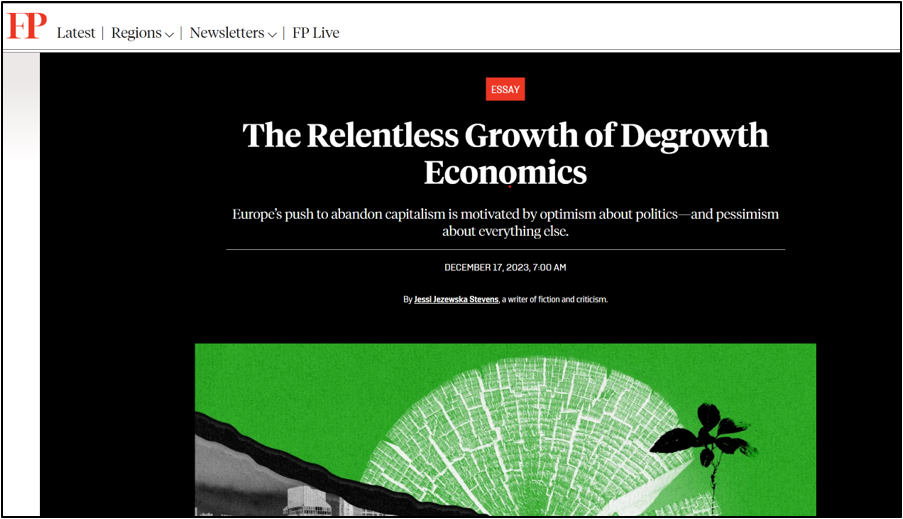 FP Latest | Regions | Newsletters | FP Live
ESSAY
The Relentless Growth of Degrowth
Economics
Europe's push to abandon capitalism is motivated by optimism about politics—and pessimism
about everything else.
DECEMBER 17, 2023, 7:00 AM
By Jessi Jezewska Stevens, a writer of fiction and criticism.